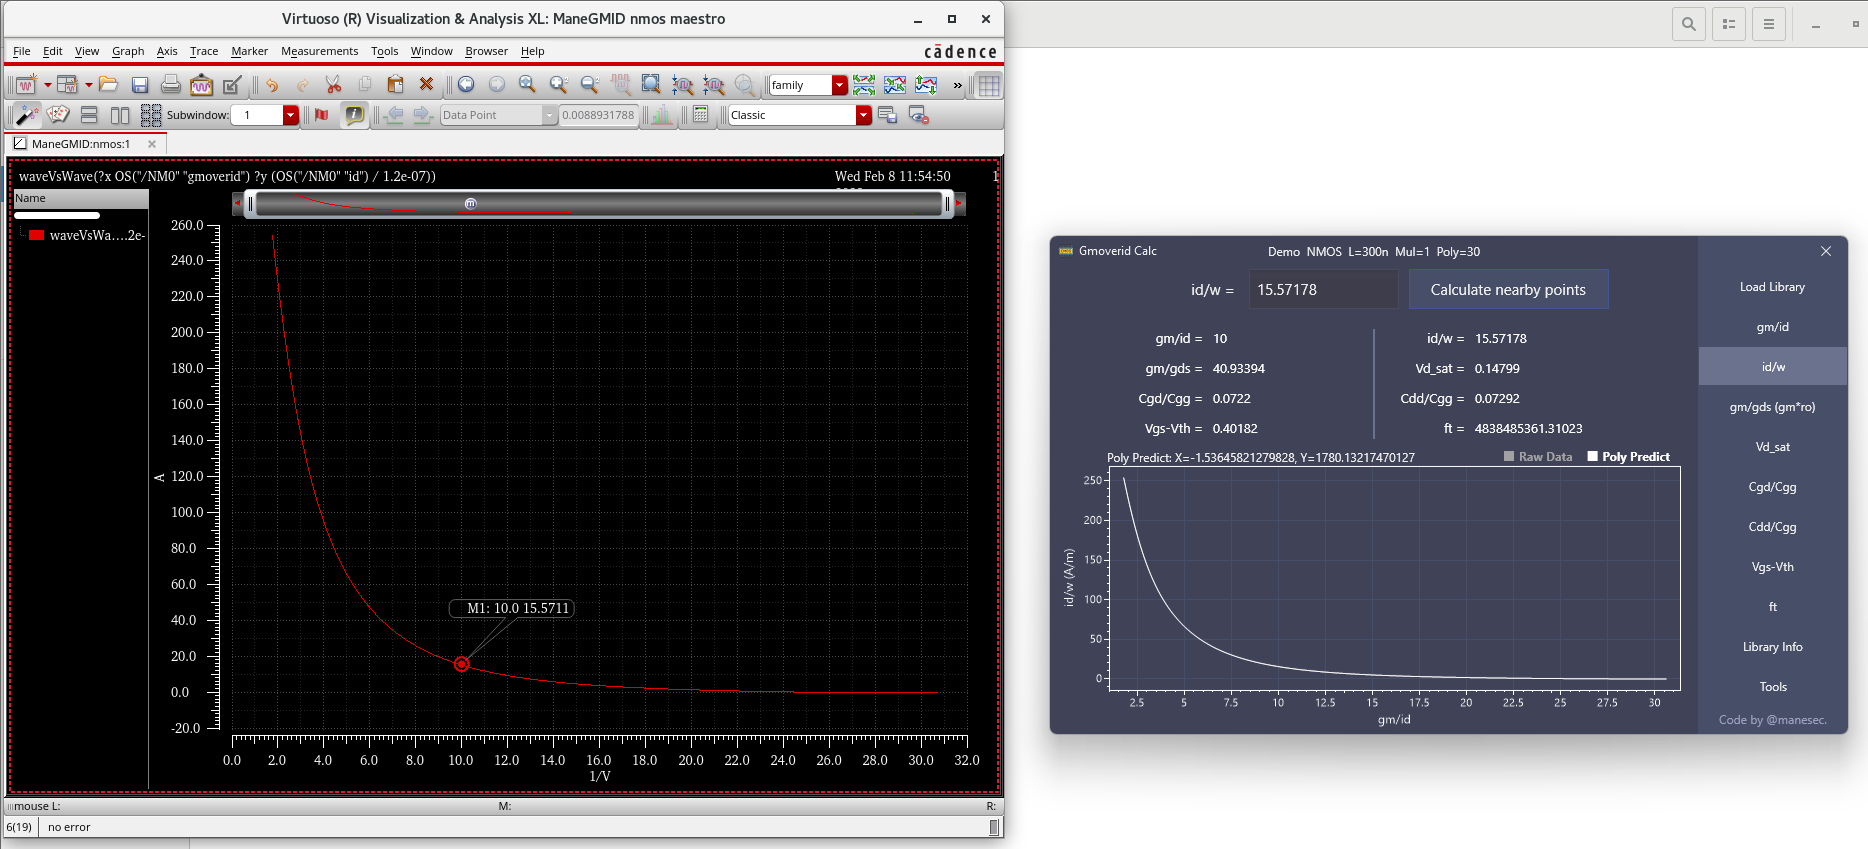 Virtuoso (R) Visualization & Analysis XL: ManeGMID nmos maestro
File Edit View Graph Axis Trace Marker Measurements Tools Window Browser Help
cādence
family
»
Subwindow: 1
Data Point
0.0088931788
Classic
ManeGMID:nmos:1
waveVsWave(?x OS("/NM0" "gmoverid") ?y (OS("/NM0" "id") / 1.2e-07))
Wed Feb 8 11:54:50
1
Name
waveVsWa....2e-
260.0
240.0
220.0
200.0
180.0
160.0
140.0
120.0
100.0
80.0
60.0
40.0
20.0
0.0
-20.0
A
M1: 10.0 15.5711
0.0 2.0 4.0 6.0 8.0 10.0 12.0 14.0 16.0 18.0 20.0 22.0 24.0 26.0 28.0 30.0 32.0
1/V
mouse L: M: R:
6(19) no error
Gmoverid Calc
Demo NMOS L=300n Mul=1 Poly=30
id/w = 15.57178 Calculate nearby points
gm/id = 10 id/w = 15.57178
gm/gds = 40.93394 Vd_sat = 0.14799
Cgd/Cgg = 0.0722 Cdd/Cgg = 0.07292
Vgs-Vth = 0.40182 ft = 4838485361.31023
Poly Predict: X=-1.53645821279828, Y=1780.13217470127
Raw Data Poly Predict
250
200
150
100
50
0
id/w (A/m)
2.5 5 7.5 10 12.5 15 17.5 20 22.5 25 27.5 30
gm/id
Load Library
gm/id
id/w
gm/gds (gm*ro)
Vd_sat
Cgd/Cgg
Cdd/Cgg
Vgs-Vth
ft
Library Info
Tools
Code by @manesec.